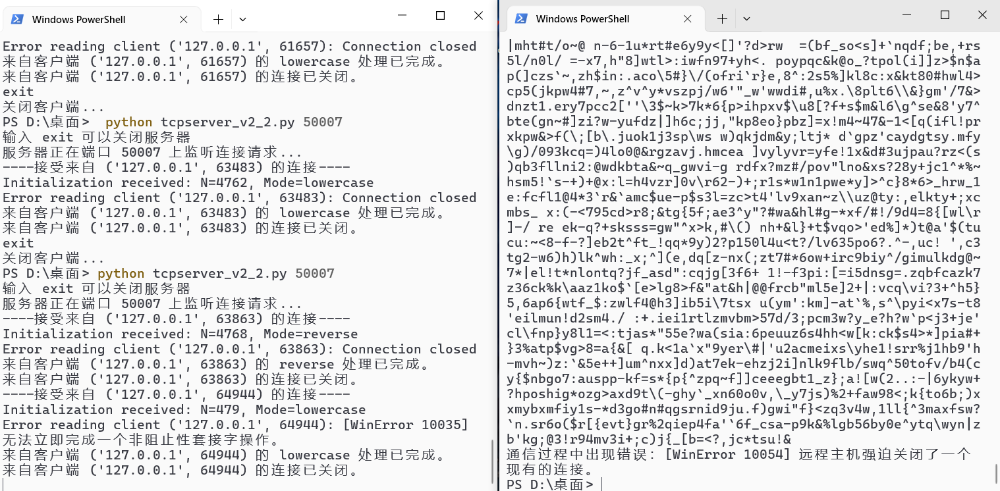 Windows PowerShell
Error reading client ('127.0.0.1', 61657): Connection closed
来自客户端 ('127.0.0.1', 61657) 的 lowercase 处理已完成。
来自客户端 ('127.0.0.1', 61657) 的连接已关闭。
exit
关闭客户端...
PS D:\桌面>  python tcpserver_v2_2.py 50007
输入 exit 可以关闭服务器
服务器正在端口 50007 上监听连接请求...
----接受来自 ('127.0.0.1', 63483) 的连接----
Initialization received: N=4762, Mode=lowercase
Error reading client ('127.0.0.1', 63483): Connection closed
来自客户端 ('127.0.0.1', 63483) 的 lowercase 处理已完成。
来自客户端 ('127.0.0.1', 63483) 的连接已关闭。
exit
关闭客户端...
PS D:\桌面> python tcpserver_v2_2.py 50007
输入 exit 可以关闭服务器
服务器正在端口 50007 上监听连接请求...
----接受来自 ('127.0.0.1', 63863) 的连接----
Initialization received: N=4768, Mode=reverse
Error reading client ('127.0.0.1', 63863): Connection closed
来自客户端 ('127.0.0.1', 63863) 的 reverse 处理已完成。
来自客户端 ('127.0.0.1', 63863) 的连接已关闭。
----接受来自 ('127.0.0.1', 64944) 的连接----
Initialization received: N=479, Mode=lowercase
Error reading client ('127.0.0.1', 64944): [WinError 10035]
无法立即完成一个非阻止性套接字操作。
来自客户端 ('127.0.0.1', 64944) 的 lowercase 处理已完成。
来自客户端 ('127.0.0.1', 64944) 的连接已关闭。
Windows PowerShell
|mht#t/o~@ n-6-1u*rt#e6y9y<[]'?d>rw  =(bf_so<s]+`nqdf;be,+rs
5l/n0l/ =-x7,h"8]wtl>:iwfn97+yh<. poypqc&k@o_?tpol(i]]z>$n$a
p(]czs`~,zh$in:.aco\5#}\/(ofri`r}e,8^:2s5%]kl8c:x&kt80#hwl4>
cp5(jkpw4#7,~,z^v^y*vszpj/w6'"_w'wwdi#,u%x.\8plt6\\&}gm'/7&>
dnzt1.ery7pcc2[''\3$~k>7k*6{p>ihpxv$\u8[?f+s$m&l6\g^se&8'y7^
bte(gn~#]zi?w-yufdz|]h6c;jj,"kp8eo}pbz]=x!m4~47&-1<[q(ifl!pr
xkpw&>f(\;[b\.juok1j3sp\ws w)qkjdm&y;ltj* d`gpz'caydgtsy.mfy
\g)/093kcq=)4lo0@&rgzavj.hmcea ]vylyvr=yfe!1x&d#3ujpau?rz<(s
)qb3fllni2:@wdkbta&~q_gwvi-g rdfx?mz#/pov"lno&xs?28y+jc1^*%~
hsm5!`s-+)+@x:l=h4vzr]0v\r62-)+;r1s*w1n1pwe*y]>^c}8*6>_hrw_1
e:fcfl1@4*3`r&`amc$ue-p$s3l=zc>t4'lv9xan~z\\uz@ty:,elkty+;xc
mbs_ x:(-<795cd>r8;&tg{5f;ae3^y"?#wa&hl#g-*xf/#!/9d4=8{[wl\r
]-/ re ek-q?+sksss=gw"^x>k,#\() nh+&l}+t$vqo>'ed%]*)t@a'$(tu
cu:~<8-f-?]eb2t^ft_!qq*9y)2?p150l4u<t?/lv635po6?.^-,uc! ',c3
tg2-w6)h)lk^wh:_x;^](e,dq[z-nx(;zt7#*6ow+irc9biy^/gimulkdg@~
7*|el!t*nlontq?jf_asd":cqjg[3f6+ 1!-f3pi:[=i5dnsg=.zqbfcazk7
z36ck%k\aaz1ko$`[e>lg8>f&"at&h|@@frcb"ml5e]2+|:vcq\vi?3+^h5}
5,6ap6{wtf_$:zwlf4@h3]ib5i\7tsx u(ym':km]-at`%,s^\pyi<x7s-t8
'eilmun!d2sm4./ :+.iei1rtlzmvbm>57d/3;pcm3w?y_e?h?w`p<j3+je'
cl\fnp}y8l1=<:tjas*"55e?wa(sia:6peuuz6s4hh<w[k:ck$s4>*]pia#+
}3%atp$vg>8=a{&[ q.k<1a`x"9yer\#|'u2acmeixs\yhe1!srr%j1hb9'h
-mvh~)z:`&5e++]um^nxx]d)at7ek-ehzj2i]nlk9flb/swq^50tofv/b4(c
y{$nbgo7:auspp-kf=s*{p{^zpq~f]]ceeegbt1_z};a![w(2..:-|6ykyw+
?hposhig*ozg>axd9t\(-ghy`_xn60o0v,\_y7js)%2+faw98<;k{to6b;)x
xmybxmfiy1s-*d3go#n#qgsrnid9ju.f)gwi"f}<zq3v4w,1ll{^3maxfsw?
`n.sr6o($r[{evt}gr%2qiep4fa'`6f_csa-p9k&%lgb56by0e^ytq\wyn|z
b'kg;@3!r94mv3i+;c)j{_[b=<?,jc*tsu!&
通信过程中出现错误: [WinError 10054] 远程主机强迫关闭了一个
现有的连接。
PS D:\桌面>